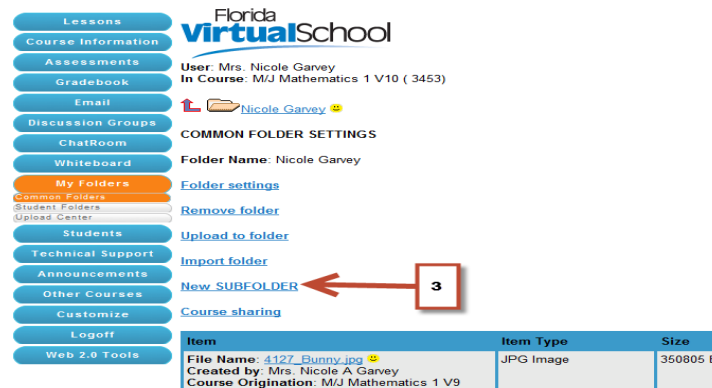 Lessons
Course Information
Assessments
Gradebook
Email
Discussion Groups
ChatRoom
Whiteboard
My Folders
Common Folders
Student Folders
Upload Center
Students
Technical Support
Announcements
Other Courses
Customize
Logoff
Web 2.0 Tools
Florida
VirtualSchool
User: Mrs. Nicole Garvey
In Course: M/J Mathematics 1 V10 ( 3453)
Nicole Garvey
COMMON FOLDER SETTINGS
Folder Name: Nicole Garvey
Folder settings
Remove folder
Upload to folder
Import folder
New SUBFOLDER
3
Course sharing
Item Item Type Size
File Name: 4127_Bunny.jpg JPG Image 350805
Created by: Mrs. Nicole A Garvey
Course Origination: M/J Mathematics 1 V9